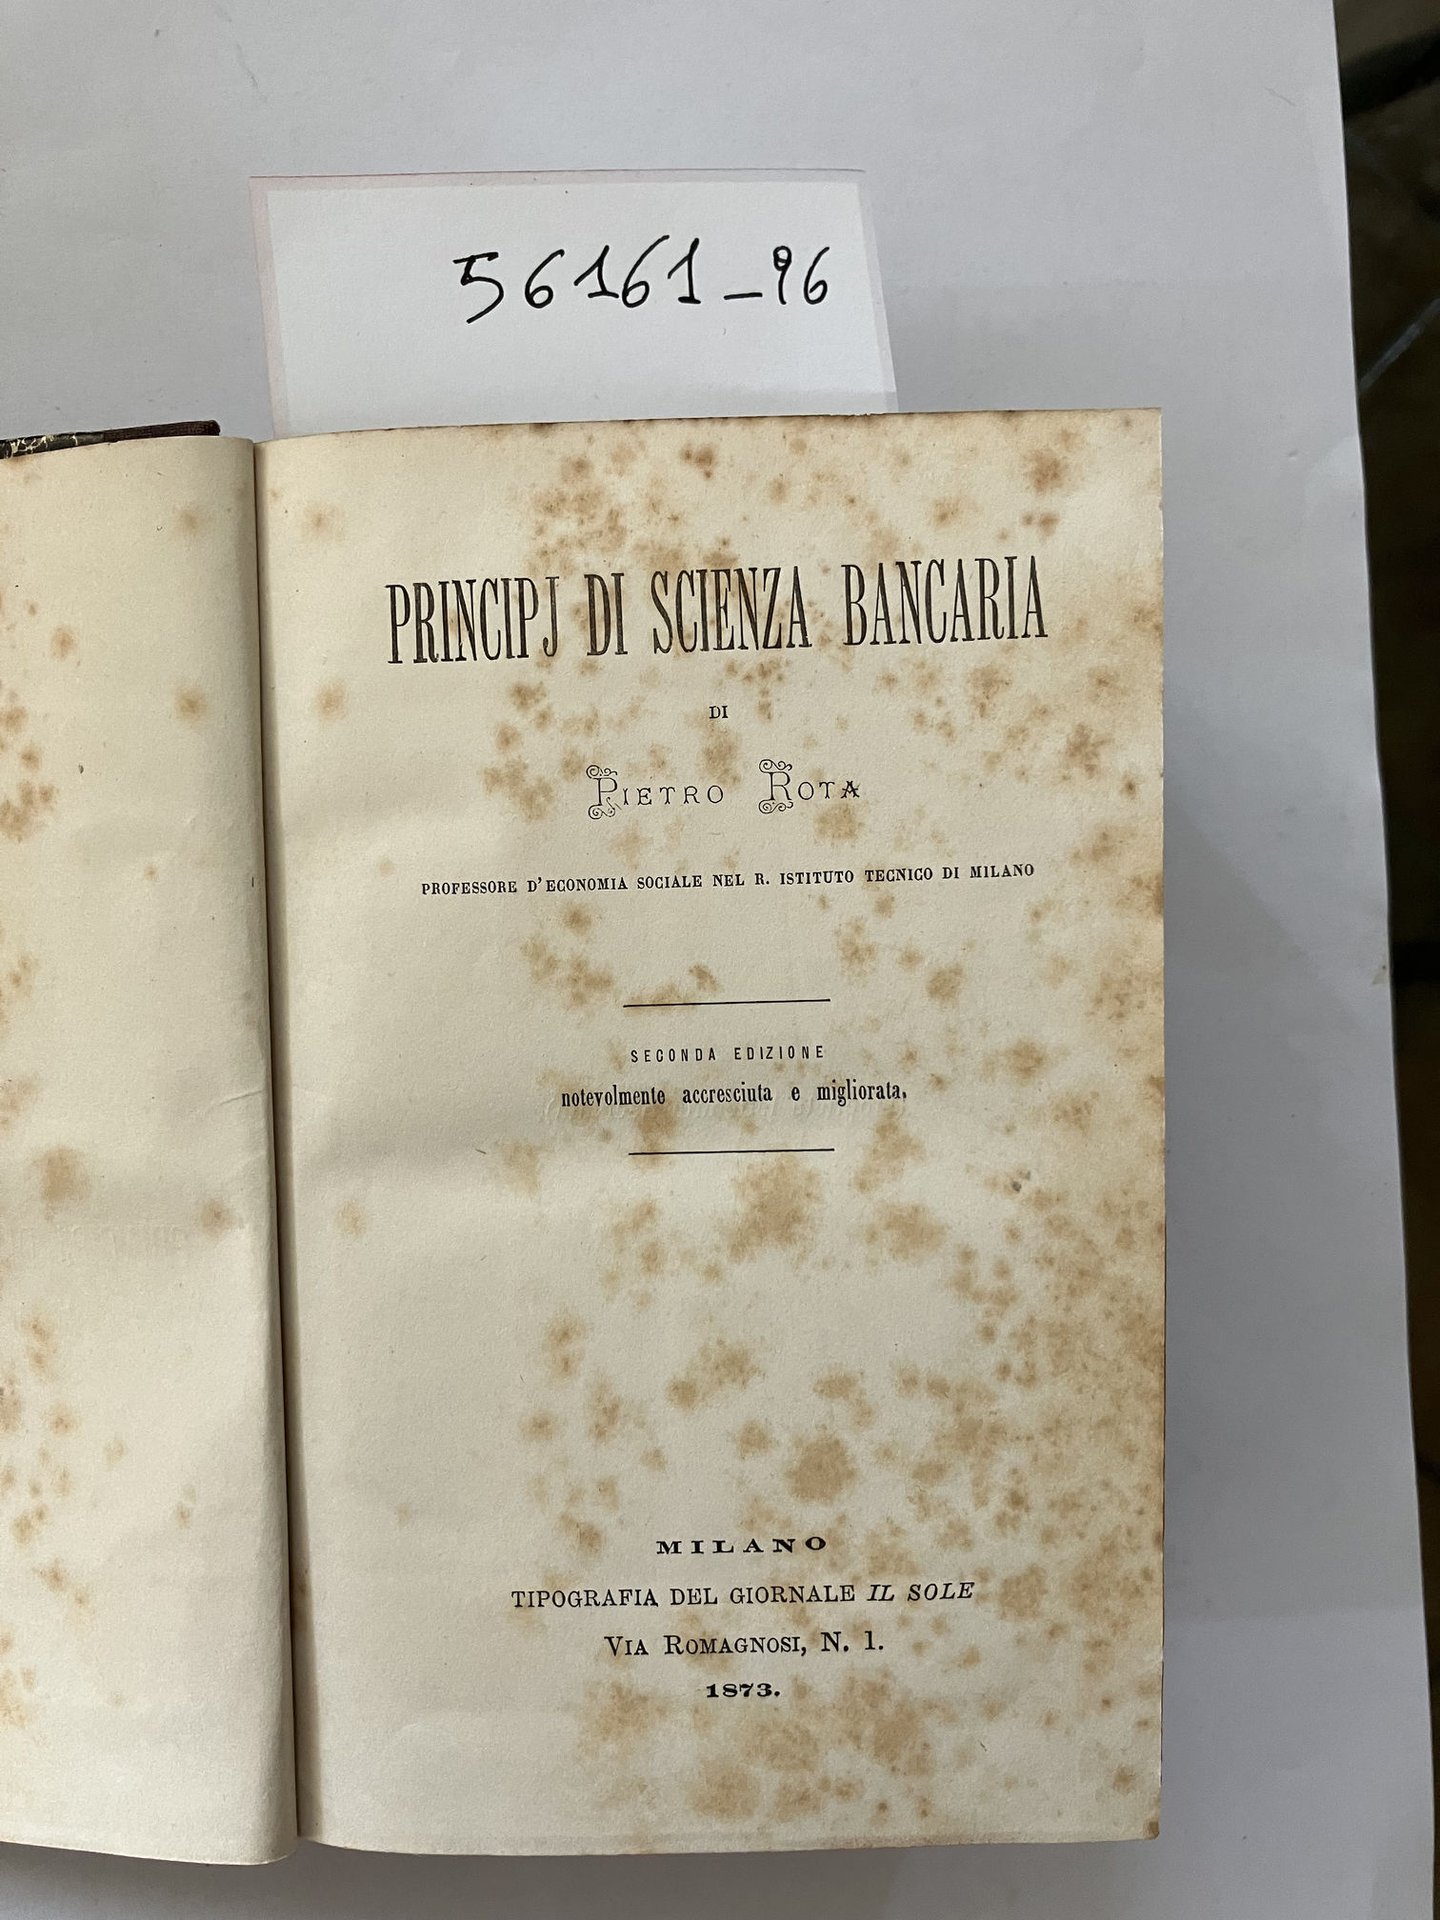 56161_96
PRINCIPJ DI SCIENZA BANCARIA
DI
PIETRO ROTA
PROFESSORE D'ECONOMIA SOCIALE NEL R. ISTITUTO TECNICO DI MILANO
SECONDA EDIZIONE
notevolmente accresciuta e migliorata.
MILANO
TIPOGRAFIA DEL GIORNALE IL SOLE
VIA ROMAGNOSI, N. 1.
1873.